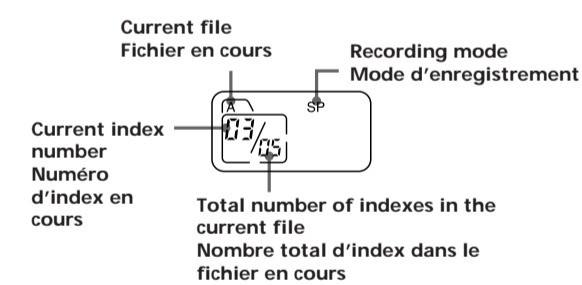 Current file
Fichier en cours
Recording mode
Mode d'enregistrement
A
SP
03/05
Current index
number
Numéro
d'index en
cours
Total number of indexes in the
current file
Nombre total d'index dans le
fichier en cours